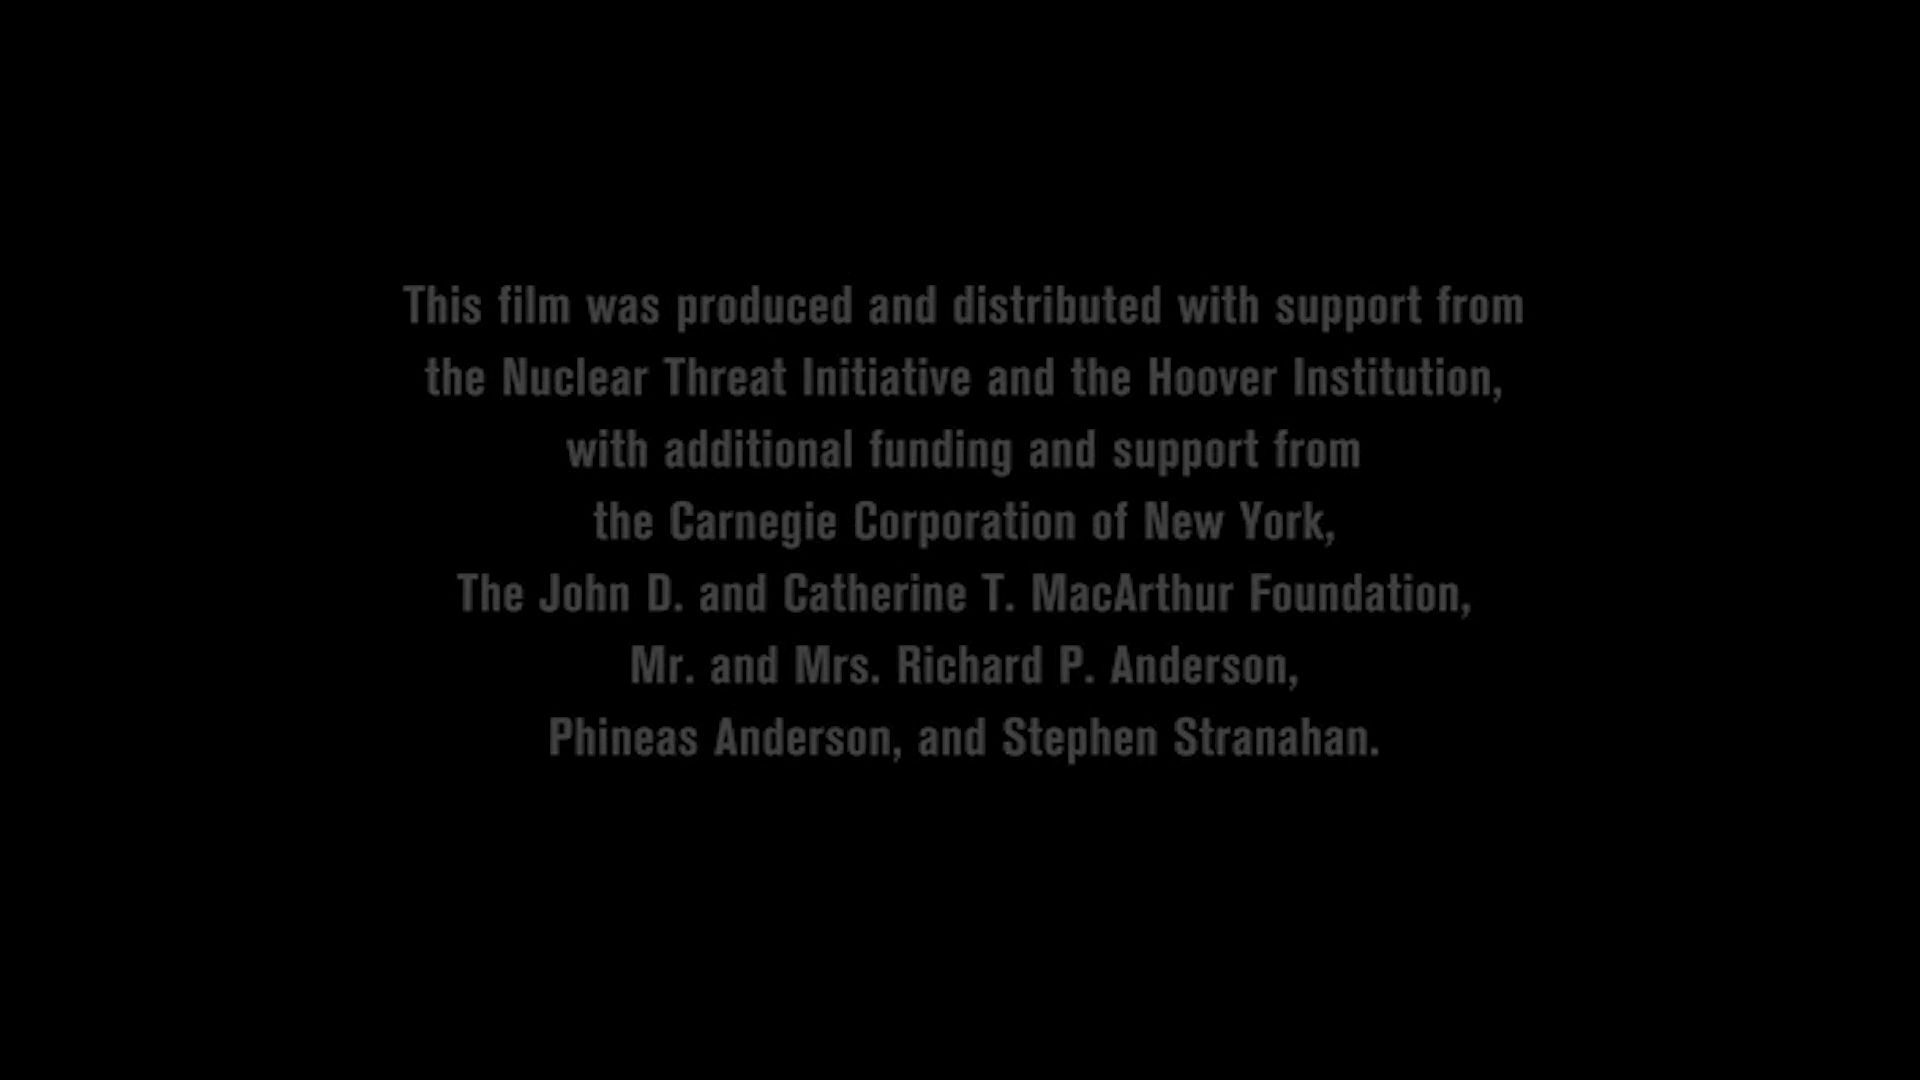 This film was produced and distributed with support from
the Nuclear Threat Initiative and the Hoover Institution,
with additional funding and support from
the Carnegie Corporation of New York,
The John D. and Catherine T. MacArthur Foundation,
Mr. and Mrs. Richard P. Anderson,
Phineas Anderson, and Stephen Stranahan.